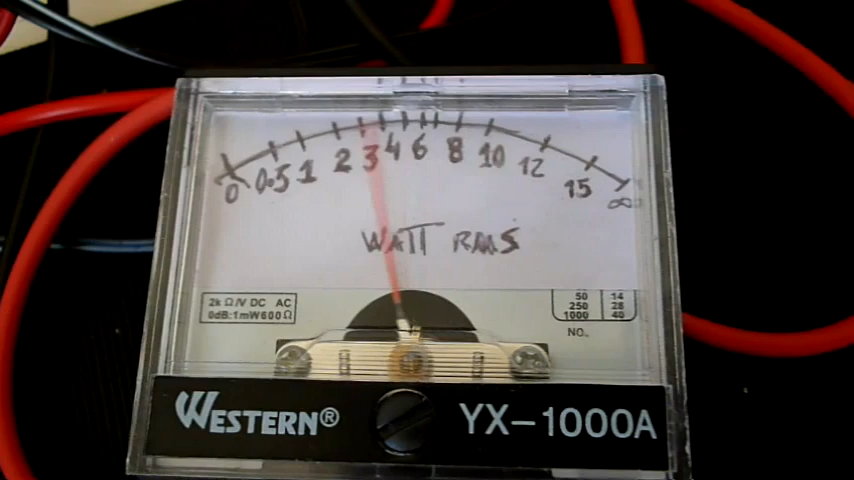 0 0.5 1 2 3 4 6 8 10 12 15 ∞
WATT RMS
2k Ω/V DC AC
0dB:1mW600Ω
50 14
250 28
1000 40
NO.
WESTERN® YX-1000A